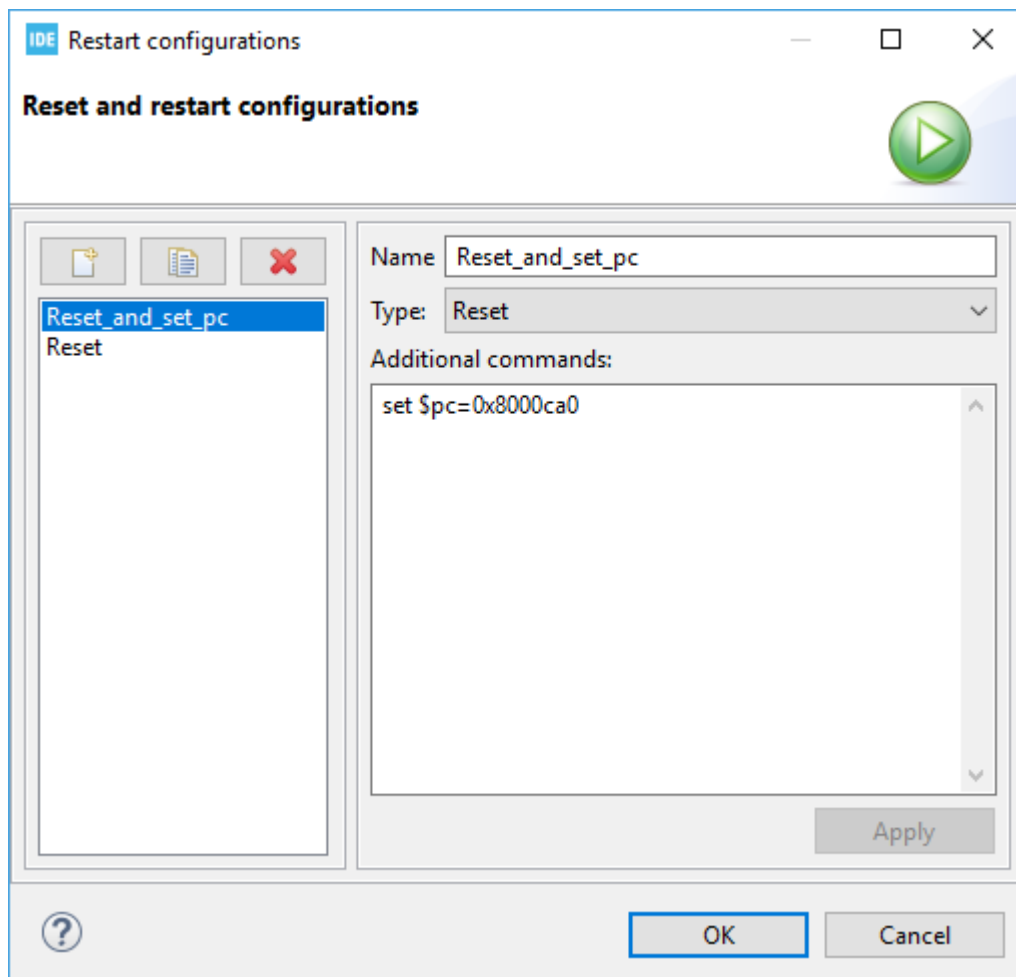 IDE Restart configurations
Reset and restart configurations
Name Reset_and_set_pc
Type: Reset
Additional commands:
Reset_and_set_pc
Reset
set $pc=0x8000ca0
Apply
?
OK Cancel